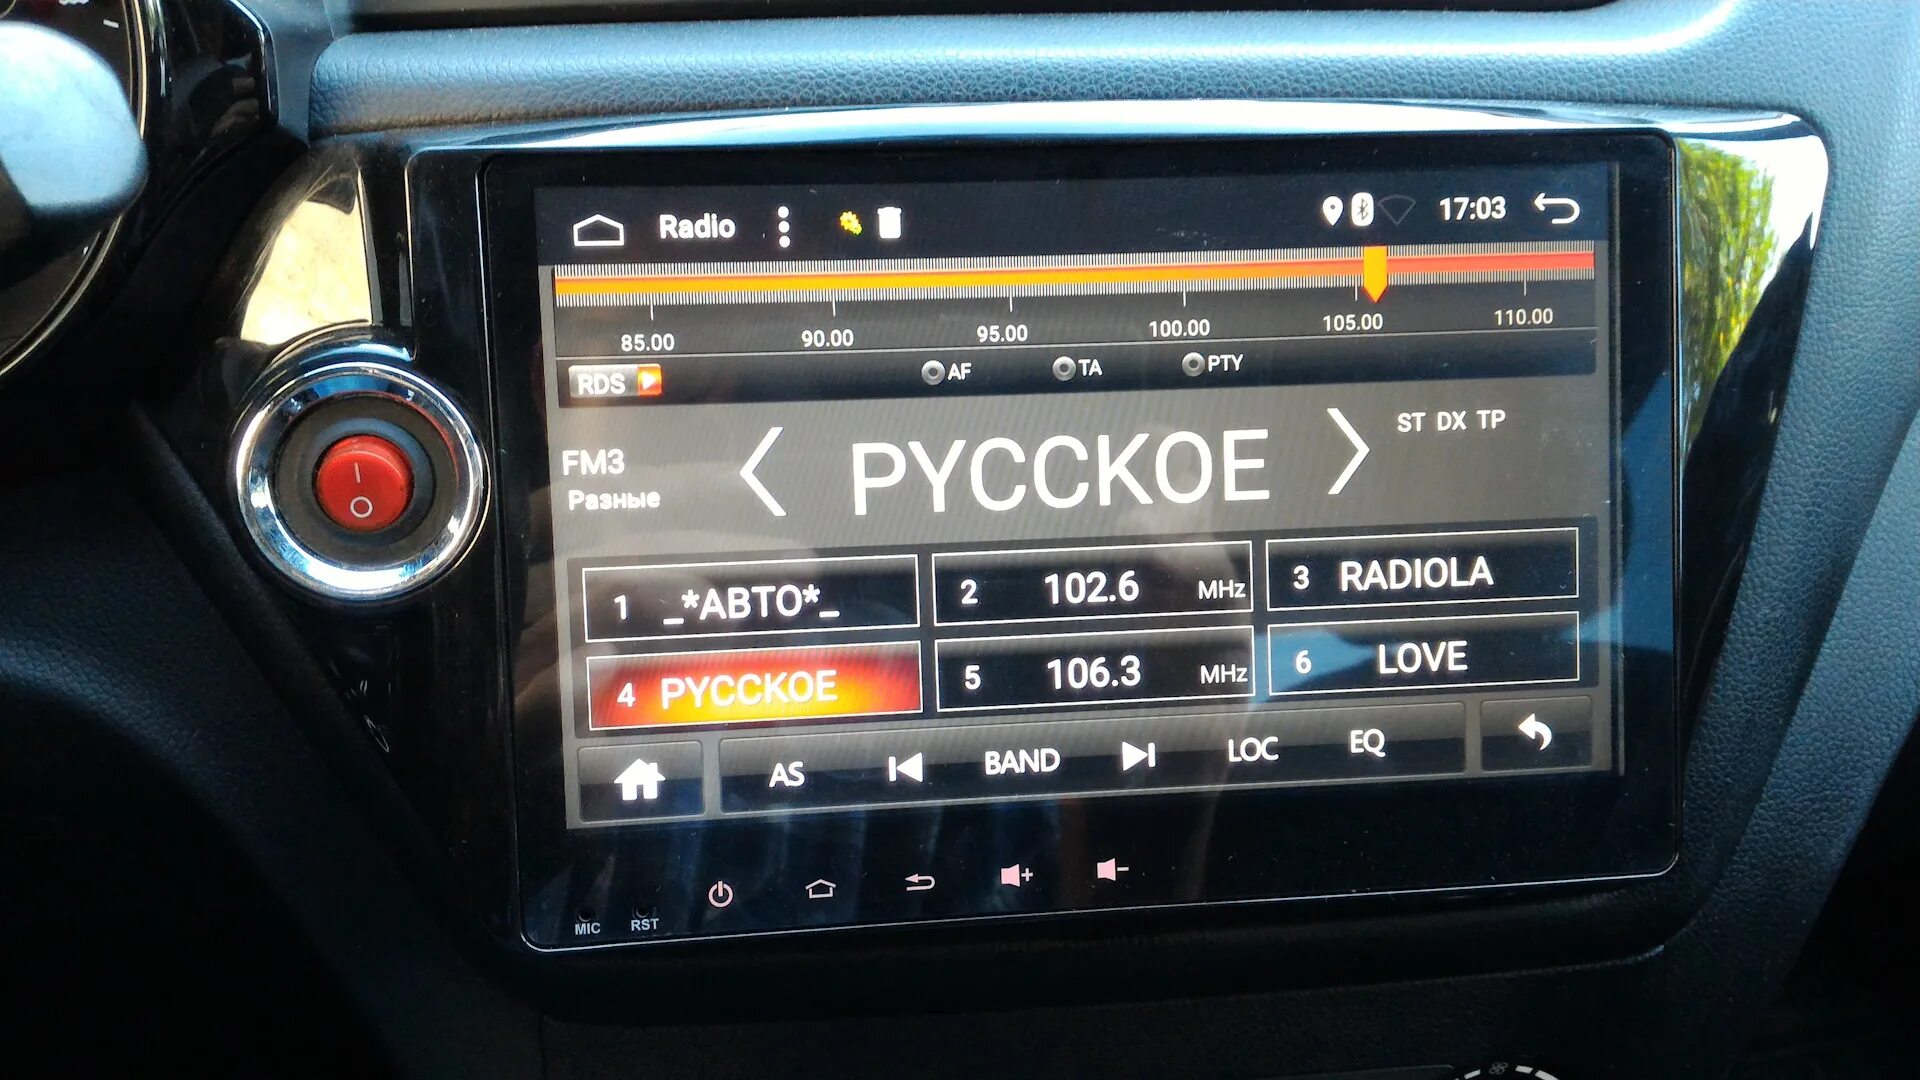 Radio 17:03
85.00 90.00 95.00 100.00 105.00 110.00
RDS AF TA PTY
ST DX TP
FM3
Разные
РУССКОЕ
1 _*АВТО*_ 2 102.6 MHz 3 RADIOLA
4 РУССКОЕ 5 106.3 MHz 6 LOVE
AS BAND LOC EQ
MIC RST